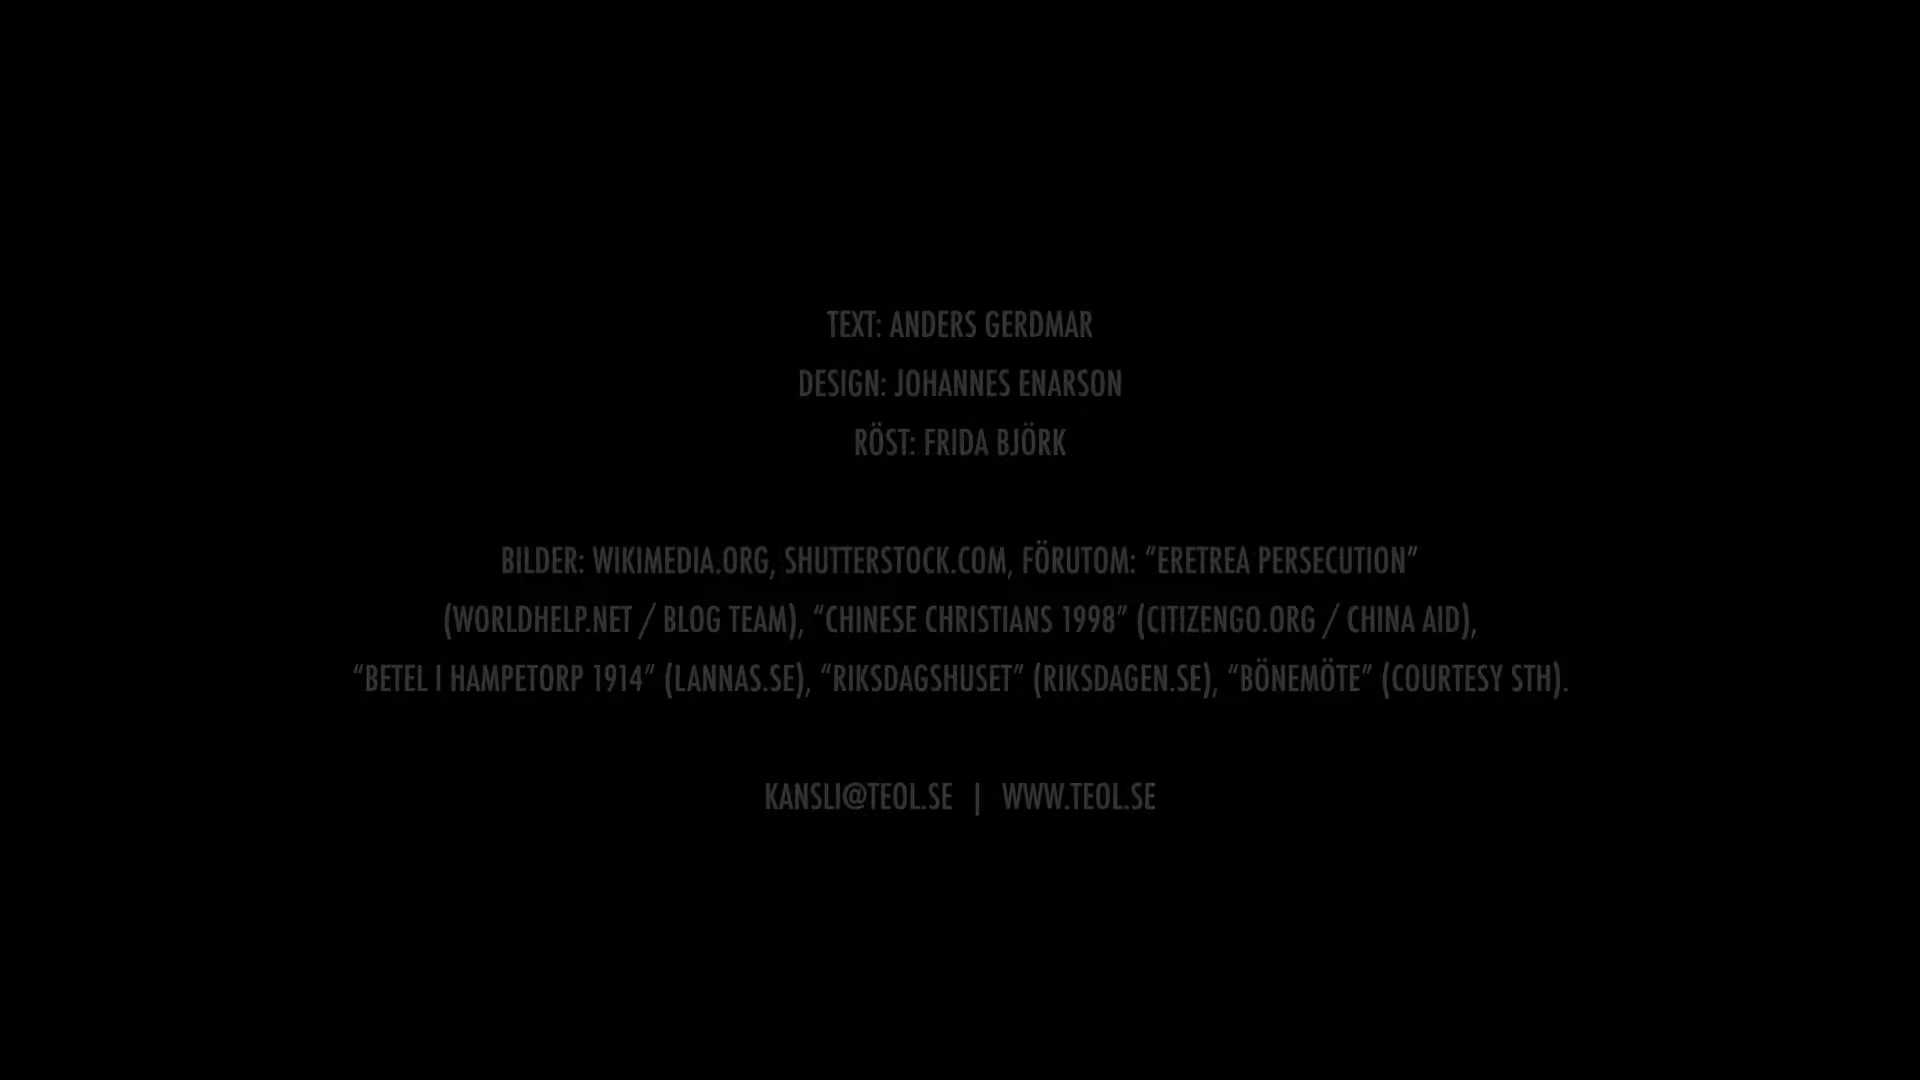 TEXT: ANDERS GERDMAR
DESIGN: JOHANNES ENARSON
RÖST: FRIDA BJÖRK
BILDER: WIKIMEDIA.ORG, SHUTTERSTOCK.COM, FÖRUTOM: “ERETREA PERSECUTION”
(WORLDHELP.NET / BLOG TEAM), “CHINESE CHRISTIANS 1998” (CITIZENGO.ORG / CHINA AID),
“BETEL I HAMPETORP 1914” (LANNAS.SE), “RIKSDAGSHUSET” (RIKSDAGEN.SE), “BÖNEMÖTE” (COURTESY STH).
KANSLI@TEOL.SE | WWW.TEOL.SE